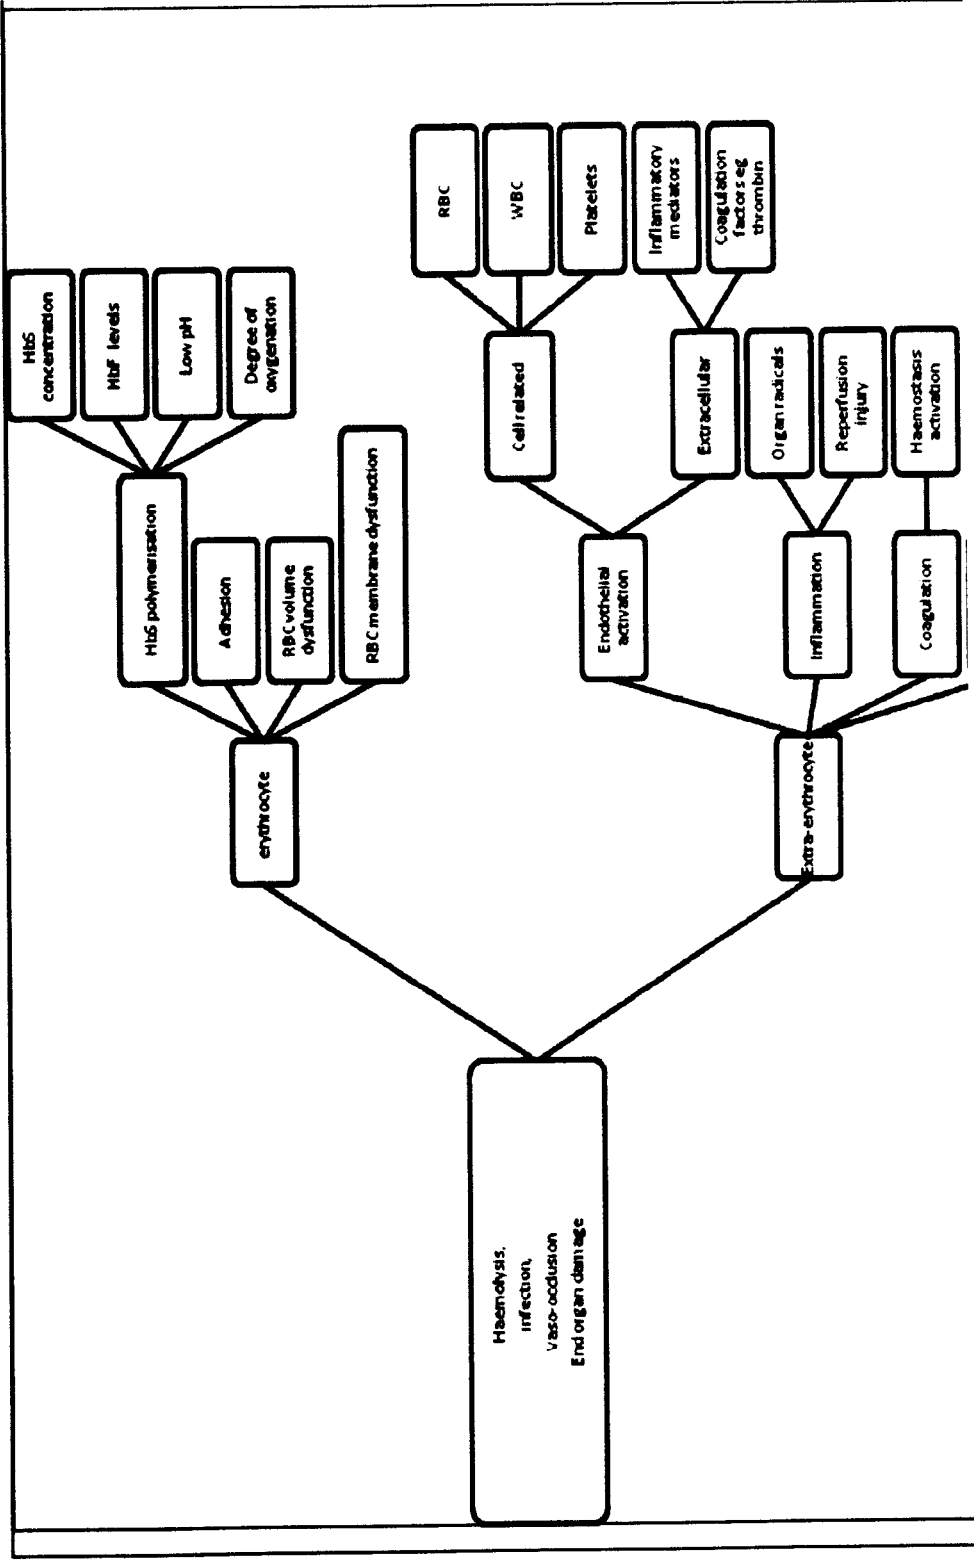 Haemolysis,
infection,
Vaso-occlusion
End organ damage
erythrocyte
HbS polymerisation
HbS
concentration
HbF levels
Low pH
Degree of
oxygenation
Adhesion
RBC volume
dysfunction
RBC membrane dysfunction
Extra-erythrocyte
Endothelial
activation
Cell related
RBC
WBC
Platelets
Extracellular
Inflammatory
mediators
Coagulation
factors eg
thrombin
Inflammation
Organ radicals
Reperfusion
injury
Coagulation
Haemostasis
activation